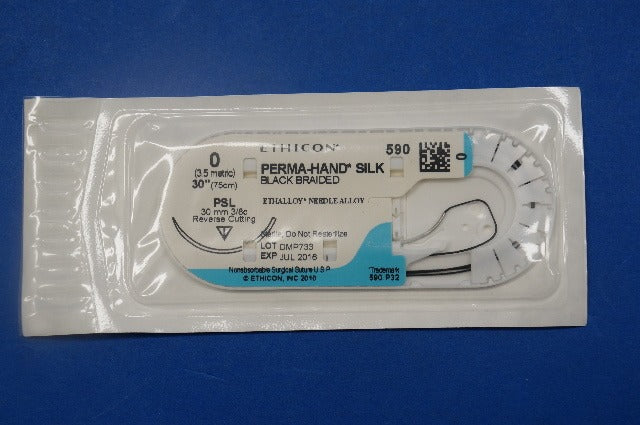 ETHICON*
590
0
(3.5 metric)
30" (75cm)
PERMA-HAND* SILK
BLACK BRAIDED
0
ETHALLOY* NEEDLE ALLOY
PSL
30 mm 3/8c
Reverse Cutting
Sterile, Do Not Resterilize
LOT DMP733
EXP JUL 2016
Nonabsorbable Surgical Suture U.S.P.
© ETHICON, INC 2010
*Trademark
590 P32